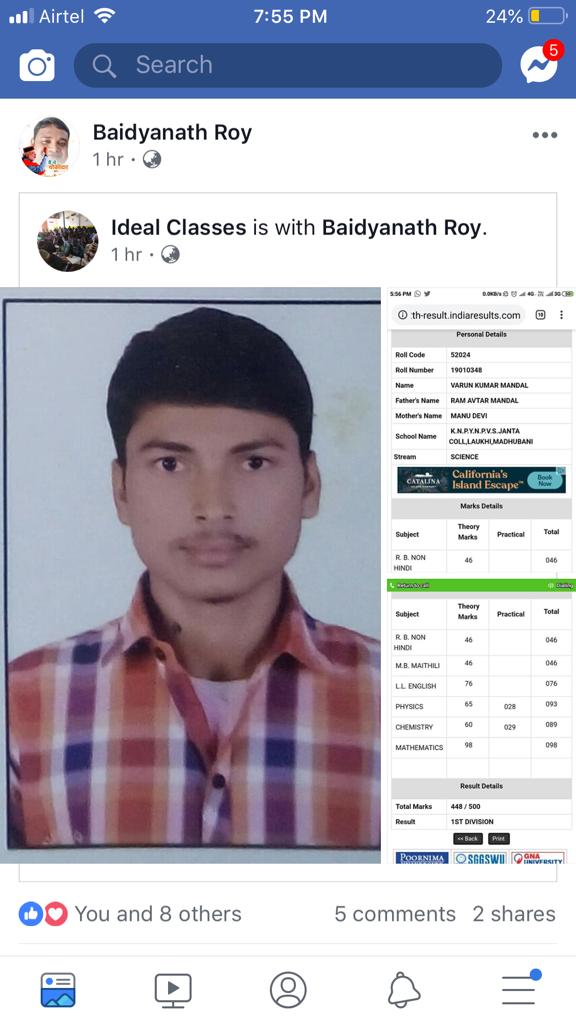 Airtel 7:55 PM 24%
Search
5
Baidyanath Roy
1 hr ·
Ideal Classes is with Baidyanath Roy.
1 hr ·
5:56 PM 0.0KB/s 4G 3G
:th-result.indiaresults.com
Personal Details
Roll Code 52024
Roll Number 19010348
Name VARUN KUMAR MANDAL
Father's Name RAM AVTAR MANDAL
Mother's Name MANU DEVI
School Name K.N.P.Y.N.P.V.S.JANTA
COLL,LAUKHI,MADHUBANI
Stream SCIENCE
CATALINA California's Island Escape™ Book Now
Marks Details
Subject Theory Marks Practical Total
R. B. NON HINDI 46 046
Return to call Dialing
Subject Theory Marks Practical Total
R. B. NON HINDI 46 046
M.B. MAITHILI 46 046
L.L. ENGLISH 76 076
PHYSICS 65 028 093
CHEMISTRY 60 029 089
MATHEMATICS 98 098
Result Details
Total Marks 448 / 500
Result 1ST DIVISION
<< Back Print
POORNIMA SGGSWU GNA UNIVERSITY
You and 8 others 5 comments 2 shares